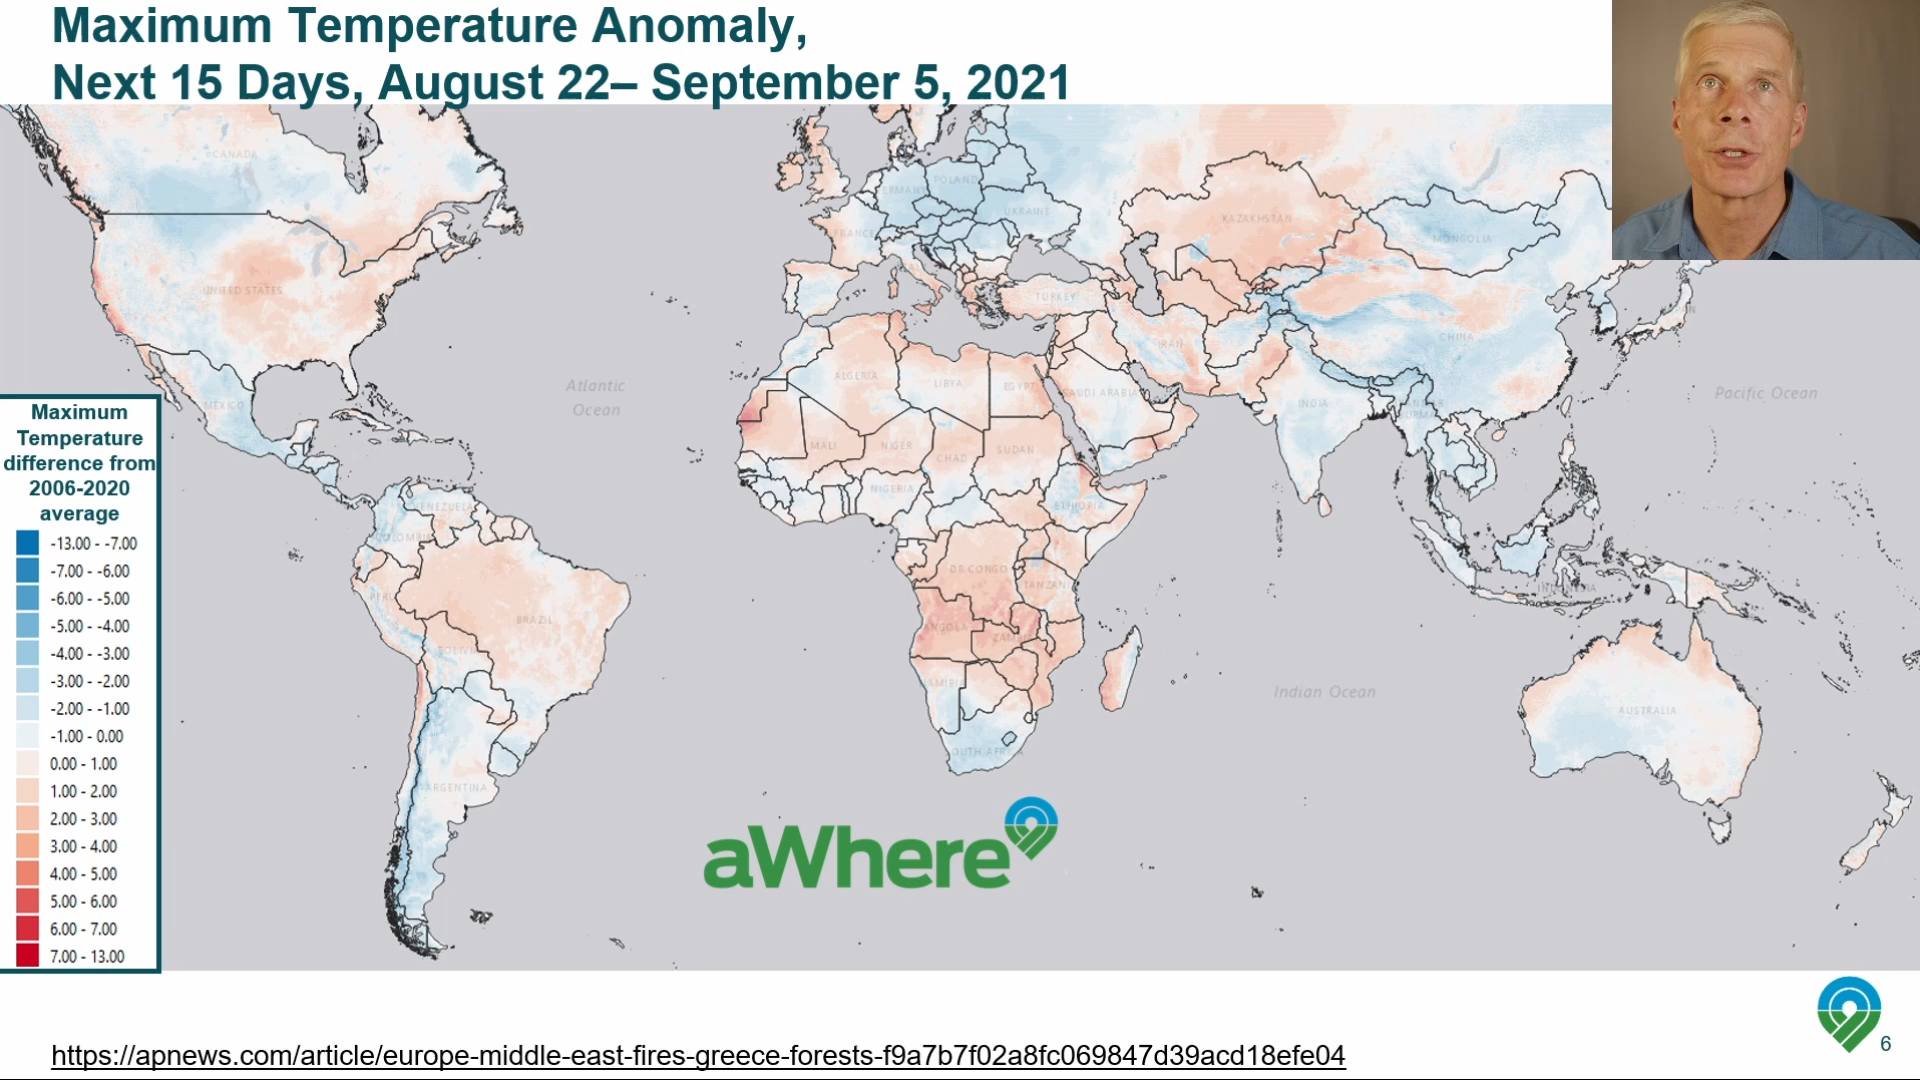 Maximum Temperature Anomaly,
Next 15 Days, August 22– September 5, 2021
CANADA
UNITED STATES
MEXICO
Atlantic
Ocean
POLAND
UKRAINE
FRANCE
KAZAKHSTAN
MONGOLIA
TURKEY
IRAN
CHINA
ALGERIA
LIBYA
EGYPT
SAUDI ARABIA
INDIA
Pacific Ocean
MALI
NIGER
CHAD
SUDAN
NIGERIA
ETHIOPIA
VENEZUELA
COLOMBIA
DR CONGO
TANZANIA
PERU
BRAZIL
BOLIVIA
ANGOLA
ZAMBIA
NAMIBIA
SOUTH AFRICA
INDONESIA
Indian Ocean
AUSTRALIA
ARGENTINA
Maximum
Temperature
difference from
2006-2020
average
-13.00 - -7.00
-7.00 - -6.00
-6.00 - -5.00
-5.00 - -4.00
-4.00 - -3.00
-3.00 - -2.00
-2.00 - -1.00
-1.00 - 0.00
0.00 - 1.00
1.00 - 2.00
2.00 - 3.00
3.00 - 4.00
4.00 - 5.00
5.00 - 6.00
6.00 - 7.00
7.00 - 13.00
aWhere
https://apnews.com/article/europe-middle-east-fires-greece-forests-f9a7b7f02a8fc069847d39acd18efe04
6